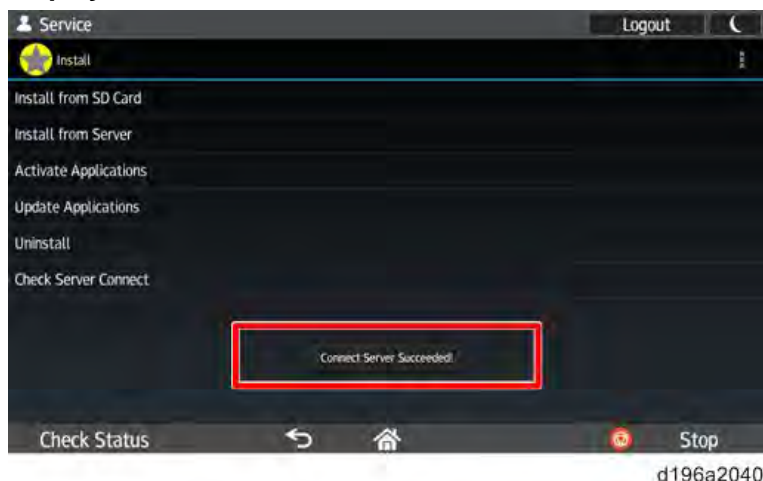 Service
Logout
Install
Install from SD Card
Install from Server
Activate Applications
Update Applications
Uninstall
Check Server Connect
Connect Server Succeeded!
Check Status
Stop
d196a2040